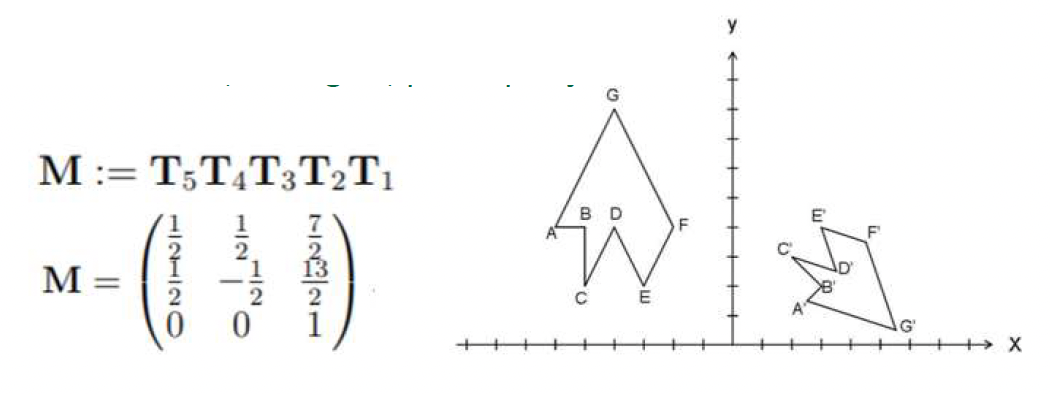 M := T₅T₄T₃T₂T₁
M = ( 1/2 1/2 7/2
1/2 -1/2 13/2
0 0 1 )
y
G
B D
A F
C E
E'
F'
C'
D'
B'
A'
G'
X